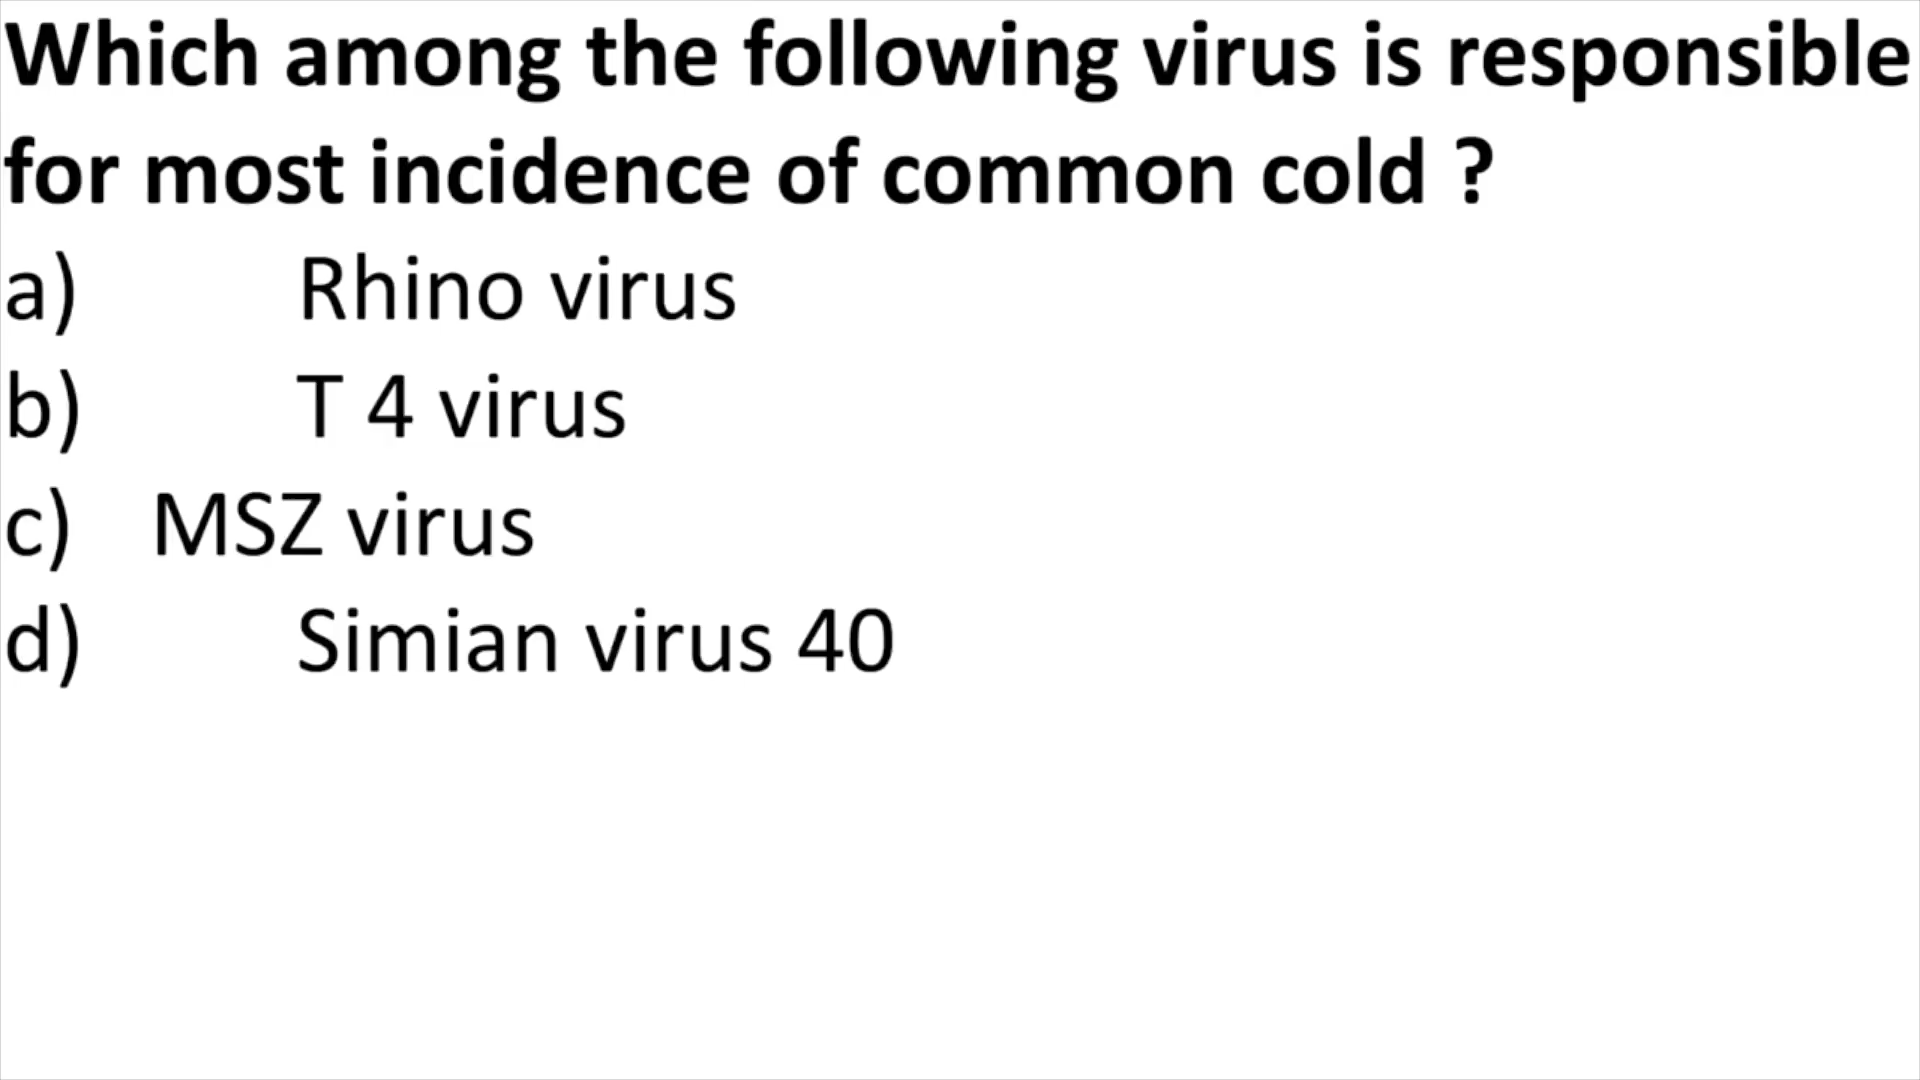 Which among the following virus is responsible
for most incidence of common cold ?
a) Rhino virus
b) T 4 virus
c) MSZ virus
d) Simian virus 40